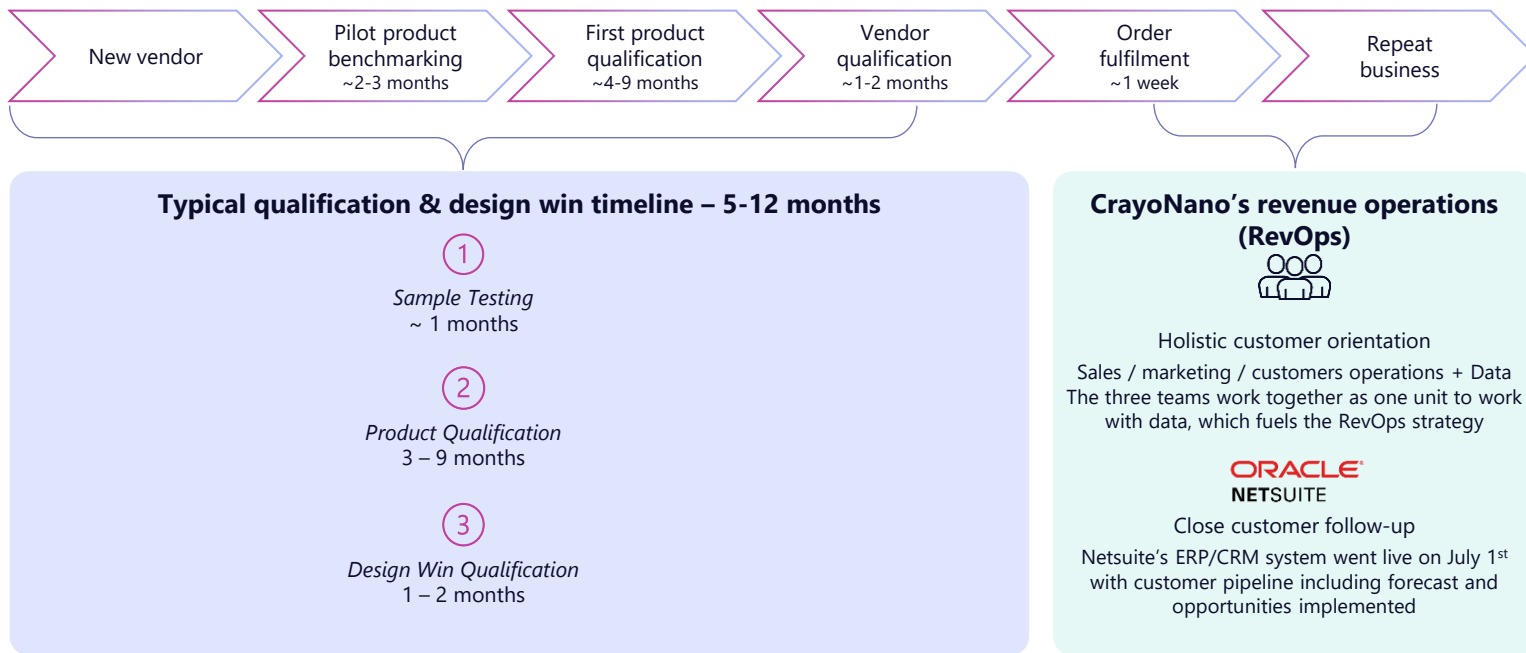 New vendor
Pilot product
benchmarking
~2-3 months
First product
qualification
~4-9 months
Vendor
qualification
~1-2 months
Order
fulfilment
~1 week
Repeat
business
Typical qualification & design win timeline – 5-12 months
1
Sample Testing
~ 1 months
2
Product Qualification
3 – 9 months
3
Design Win Qualification
1 – 2 months
CrayoNano’s revenue operations
(RevOps)
Holistic customer orientation
Sales / marketing / customers operations + Data
The three teams work together as one unit to work
with data, which fuels the RevOps strategy
ORACLE®
NETSUITE
Close customer follow-up
Netsuite’s ERP/CRM system went live on July 1st
with customer pipeline including forecast and
opportunities implemented